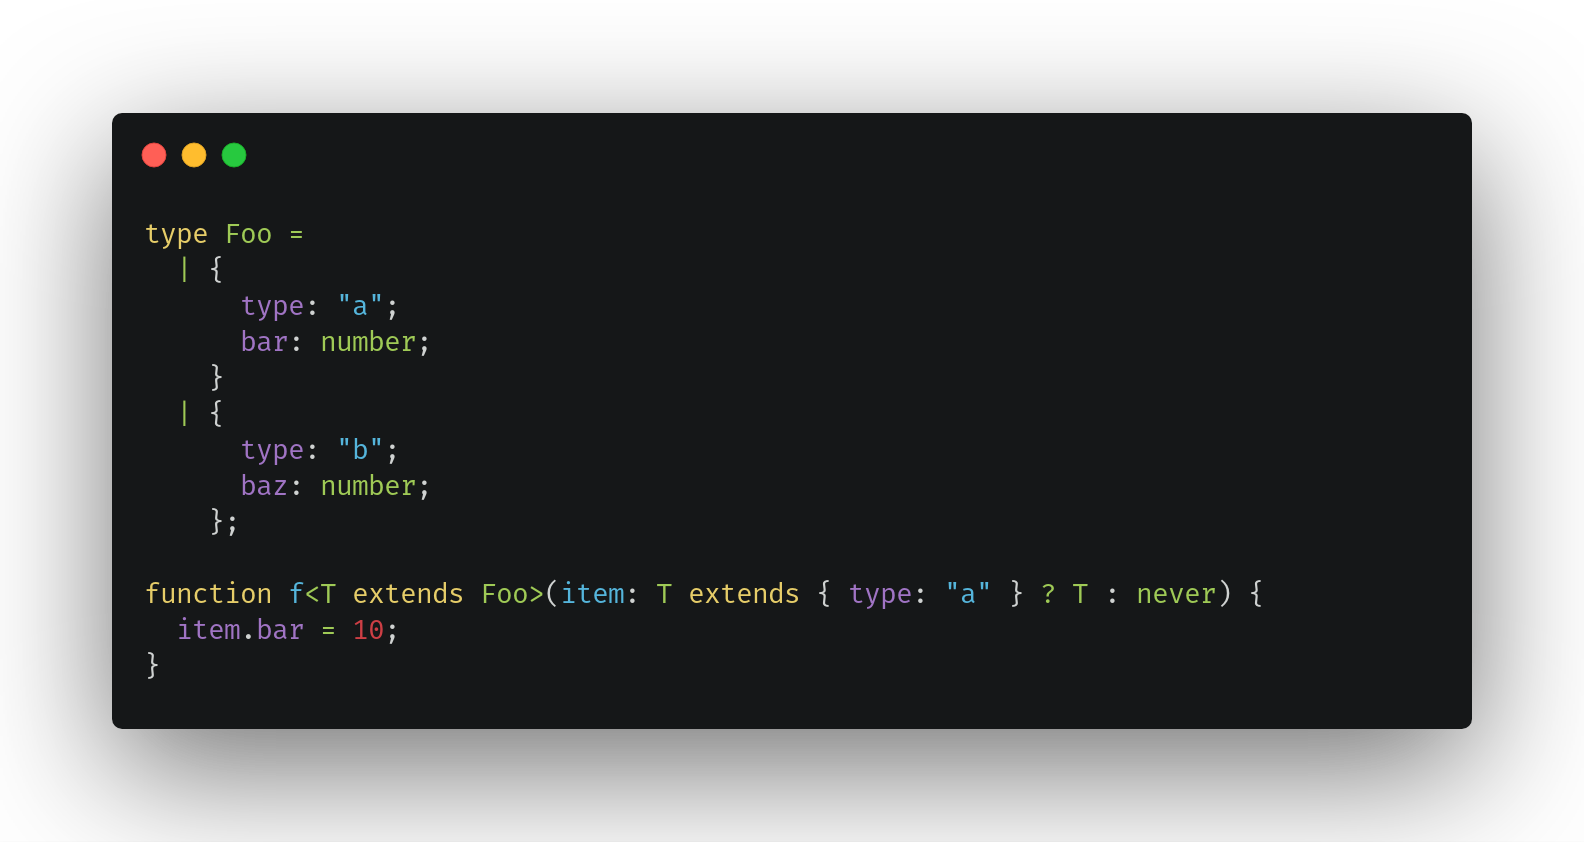 type Foo =
  | {
      type: "a";
      bar: number;
    }
  | {
      type: "b";
      baz: number;
    };

function f<T extends Foo>(item: T extends { type: "a" } ? T : never) {
  item.bar = 10;
}